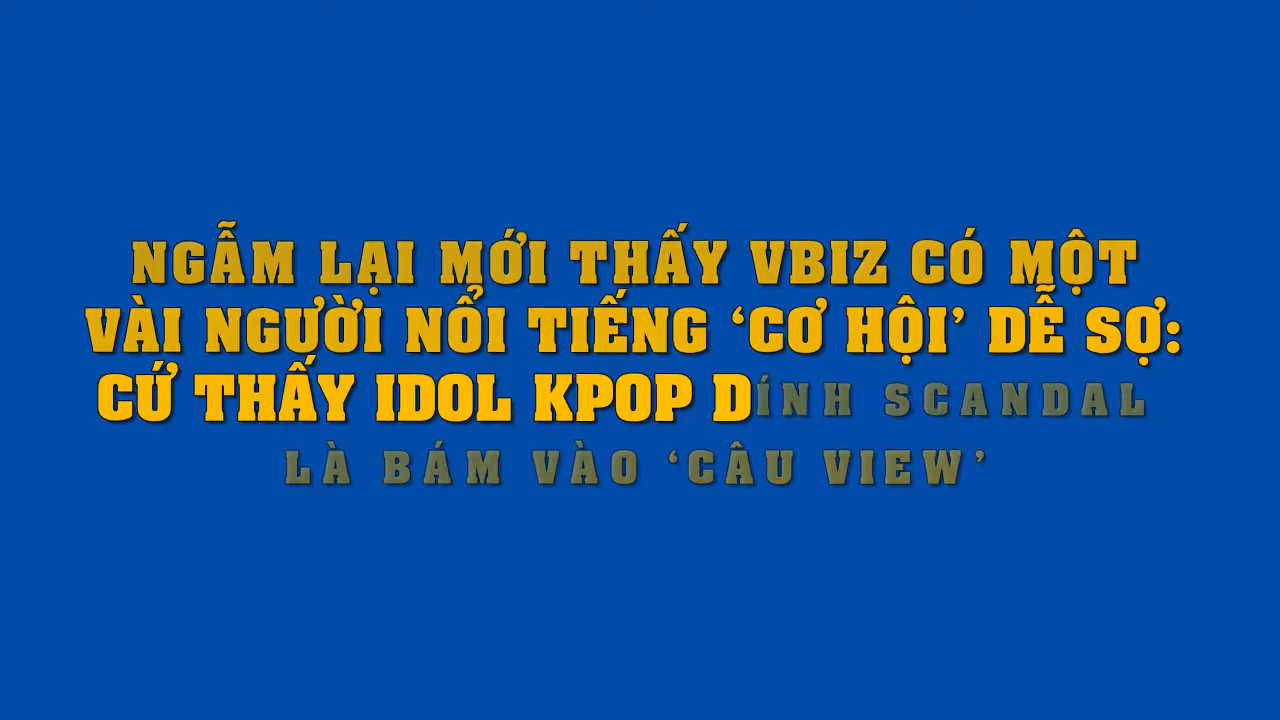 NGẪM LẠI MỚI THẤY VBIZ CÓ MỘT
VÀI NGƯỜI NỔI TIẾNG ‘CƠ HỘI’ DỄ SỢ:
CỨ THẤY IDOL KPOP DÍNH SCANDAL
LÀ BÁM VÀO ‘CÂU VIEW’